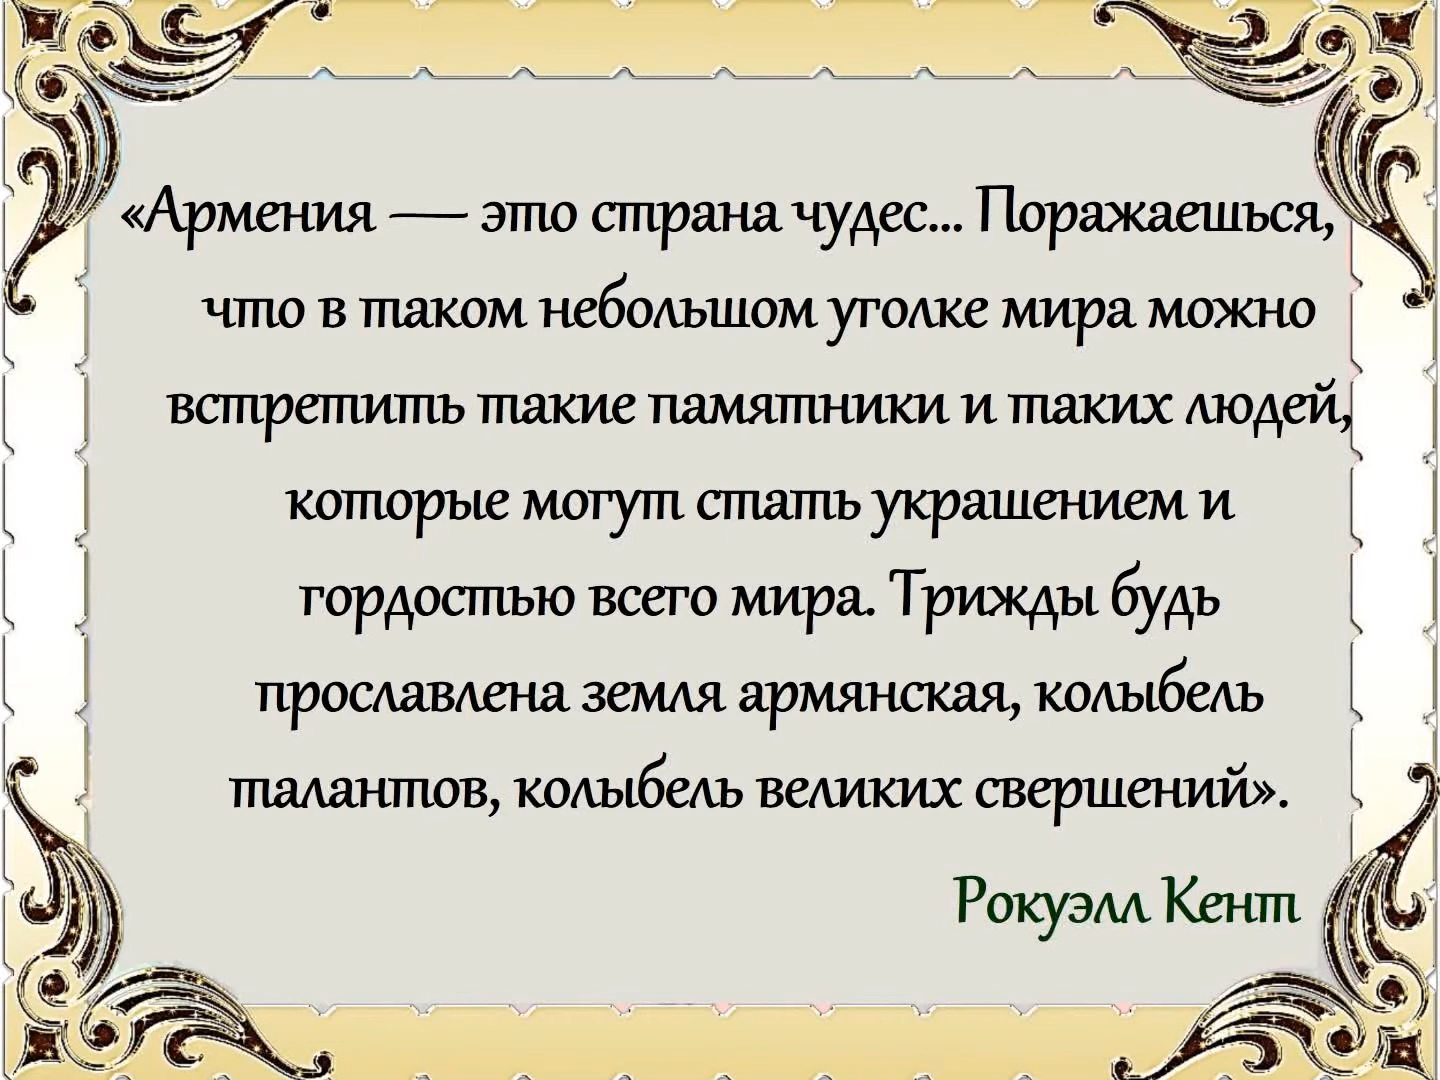 «Армения — это страна чудес... Поражаешься,
что в таком небольшом уголке мира можно
встретить такие памятники и таких людей,
которые могут стать украшением и
гордостью всего мира. Трижды будь
прославлена земля армянская, колыбель
талантов, колыбель великих свершений».
Рокуэлл Кент